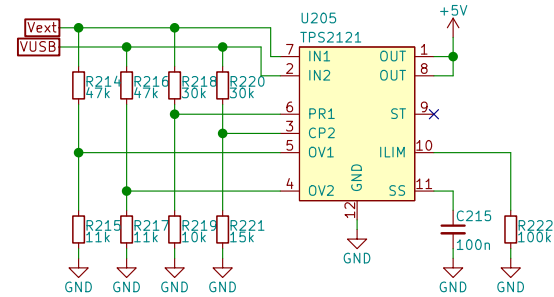 U205
TPS2121
+5V
Vext
VUSB
7 IN1 OUT 1
2 IN2 OUT 8
6 PR1 ST 9
3 CP2
5 OV1 ILIM 10
4 OV2 GND SS 11
12
R214 R216 R218 R220
47k 47k 30k 30k
R215 R217 R219 R221
11k 11k 10k 15k
C215
100n
R222
100k
GND GND GND GND GND GND GND